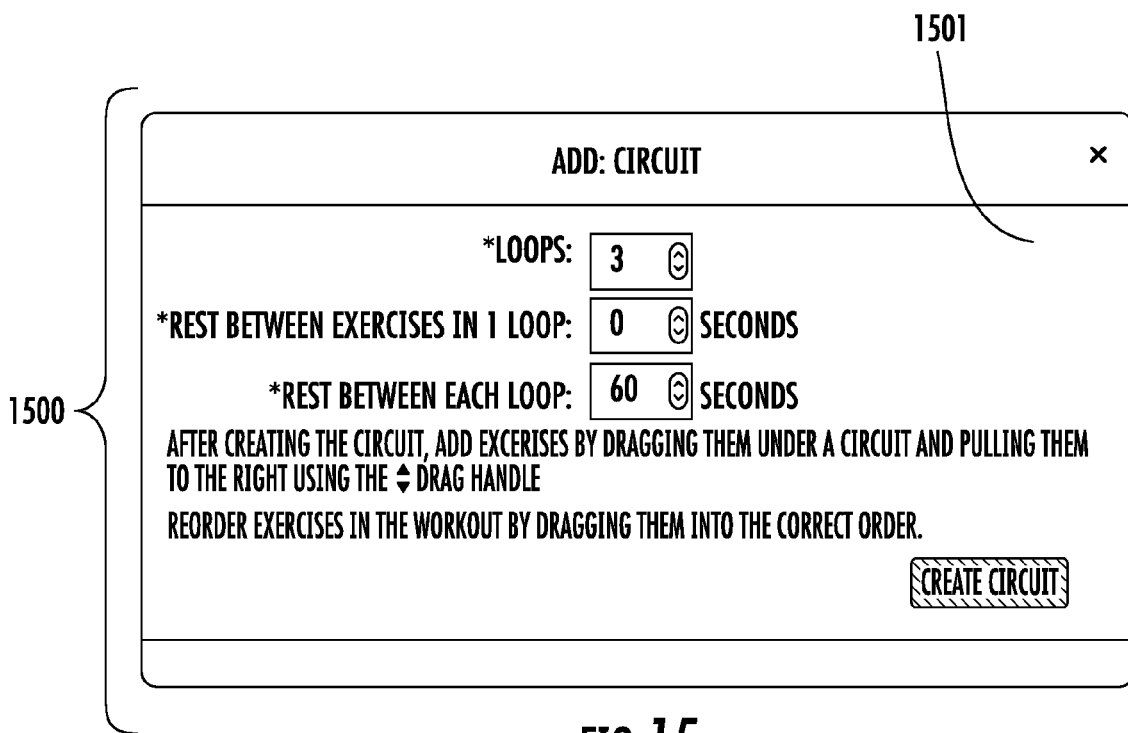 1501
ADD: CIRCUIT ×
*LOOPS: 3
*REST BETWEEN EXERCISES IN 1 LOOP: 0 SECONDS
*REST BETWEEN EACH LOOP: 60 SECONDS
1500
AFTER CREATING THE CIRCUIT, ADD EXCERISES BY DRAGGING THEM UNDER A CIRCUIT AND PULLING THEM
TO THE RIGHT USING THE DRAG HANDLE
REORDER EXERCISES IN THE WORKOUT BY DRAGGING THEM INTO THE CORRECT ORDER.
CREATE CIRCUIT
FIG. 15